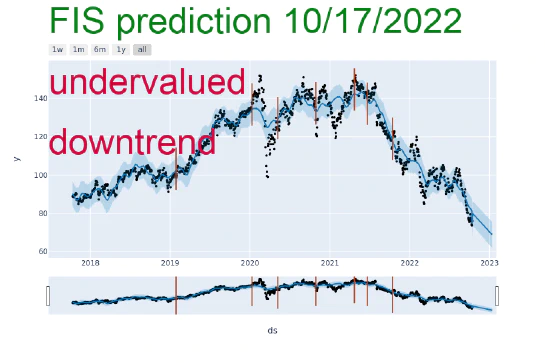 FIS prediction 10/17/2022
1w 1m 6m 1y all
undervalued
downtrend
140
120
100
80
60
y
2018 2019 2020 2021 2022 2023
ds